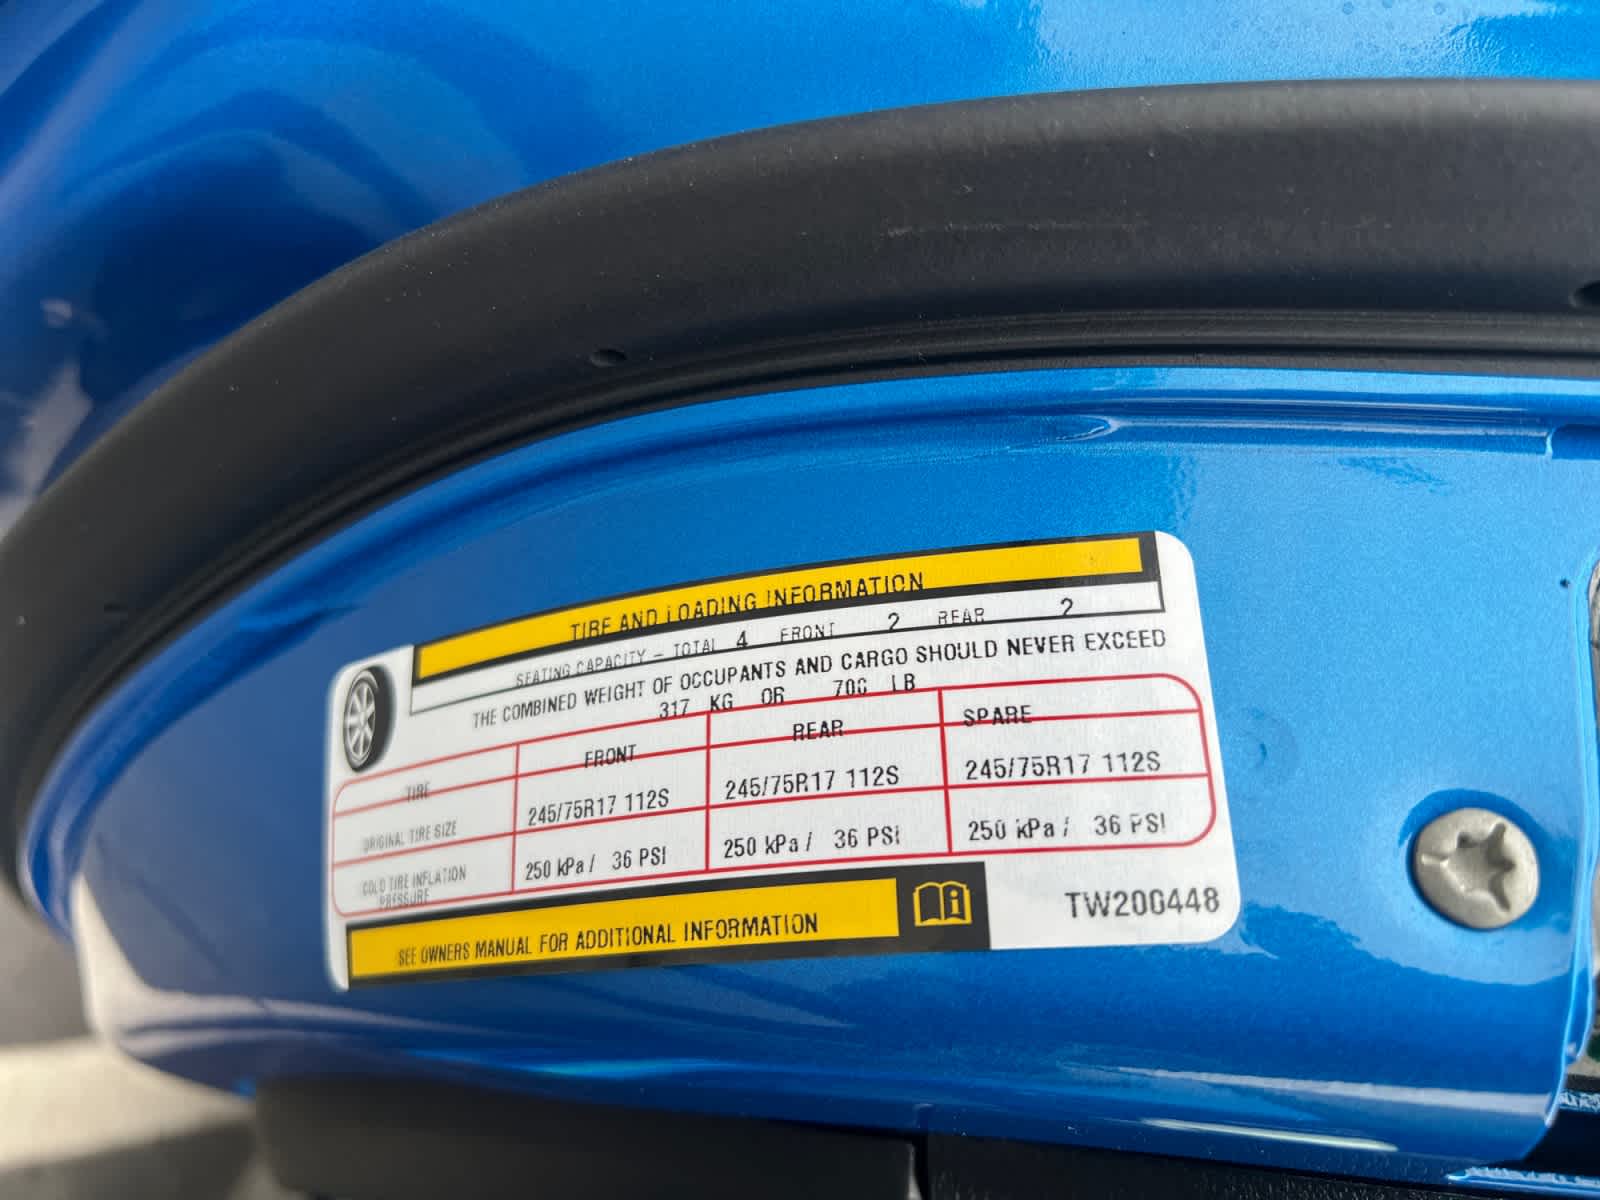 TIRE AND LOADING INFORMATION
SEATING CAPACITY – TOTAL 4 FRONT 2 REAR 2
THE COMBINED WEIGHT OF OCCUPANTS AND CARGO SHOULD NEVER EXCEED
317 KG OR 700 LB
TIRE FRONT REAR SPARE
ORIGINAL TIRE SIZE 245/75R17 112S 245/75R17 112S 245/75R17 112S
COLD TIRE INFLATION PRESSURE 250 kPa / 36 PSI 250 kPa / 36 PSI 250 kPa / 36 PSI
SEE OWNERS MANUAL FOR ADDITIONAL INFORMATION
TW200448